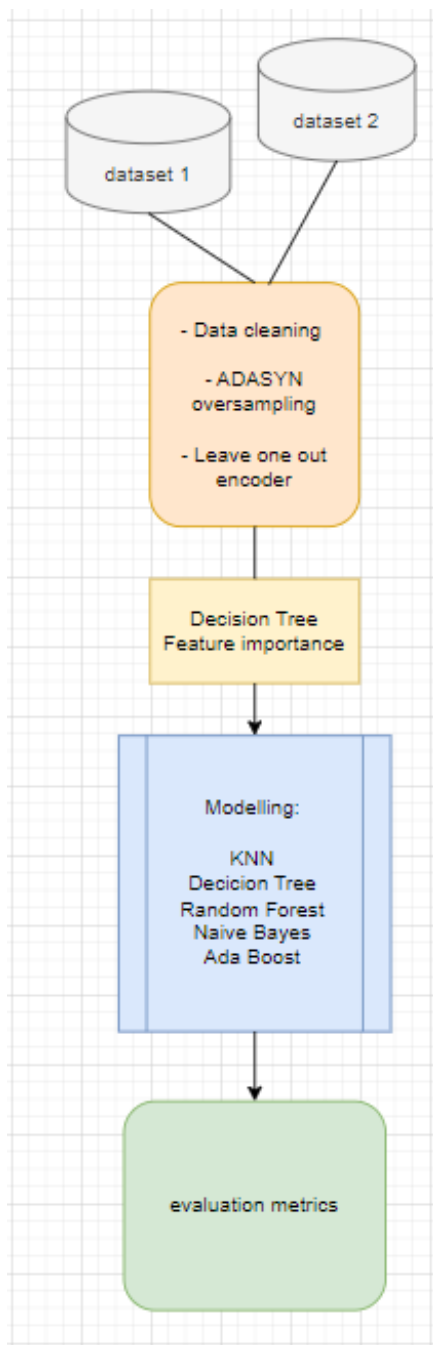 dataset 1
dataset 2
- Data cleaning
- ADASYN
oversampling
- Leave one out
encoder
Decision Tree
Feature importance
Modelling:
KNN
Decicion Tree
Random Forest
Naive Bayes
Ada Boost
evaluation metrics